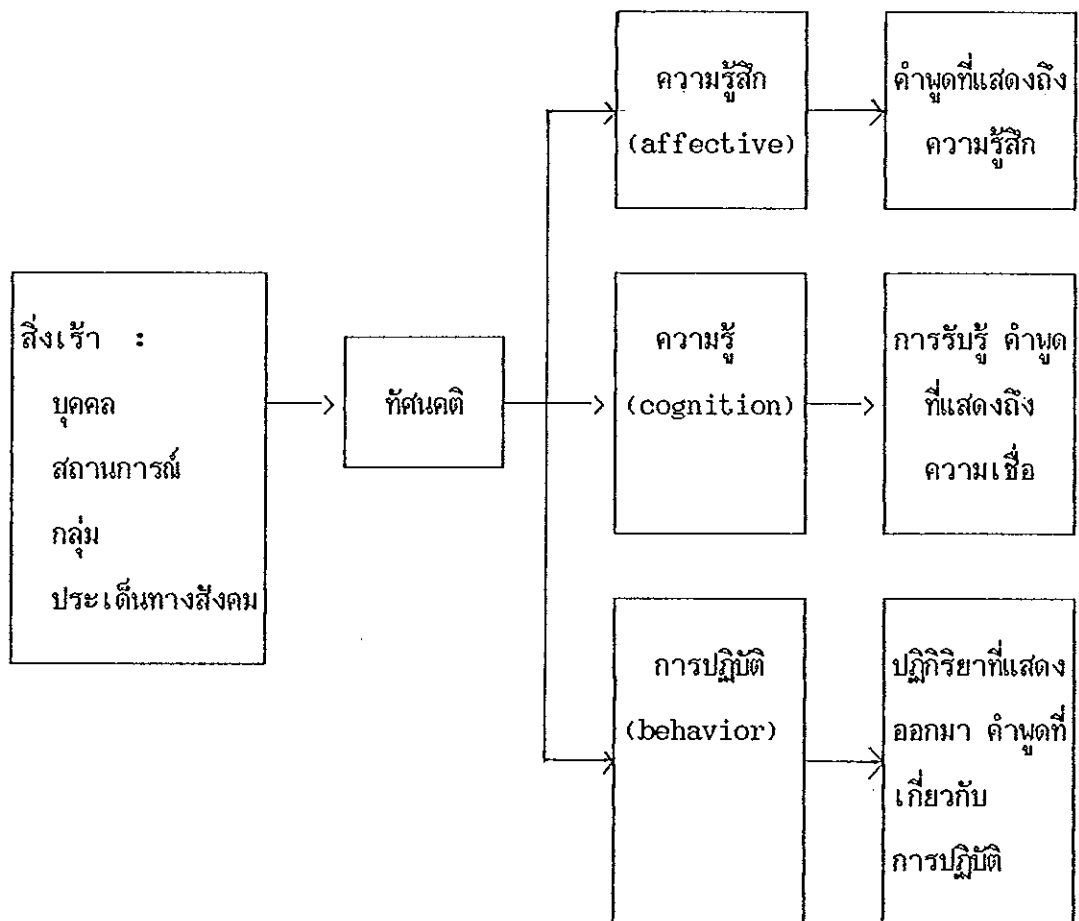 สิ่งเร้า :
บุคคล
สถานการณ์
กลุ่ม
ประเด็นทางสังคม
ทัศนคติ
ความรู้สึก
(affective)
คำพูดที่แสดงถึง
ความรู้สึก
ความรู้
(cognition)
การรับรู้ คำพูด
ที่แสดงถึง
ความเชื่อ
การปฏิบัติ
(behavior)
ปฏิกิริยาที่แสดง
ออกมา คำพูดที่
เกี่ยวกับ
การปฏิบัติ